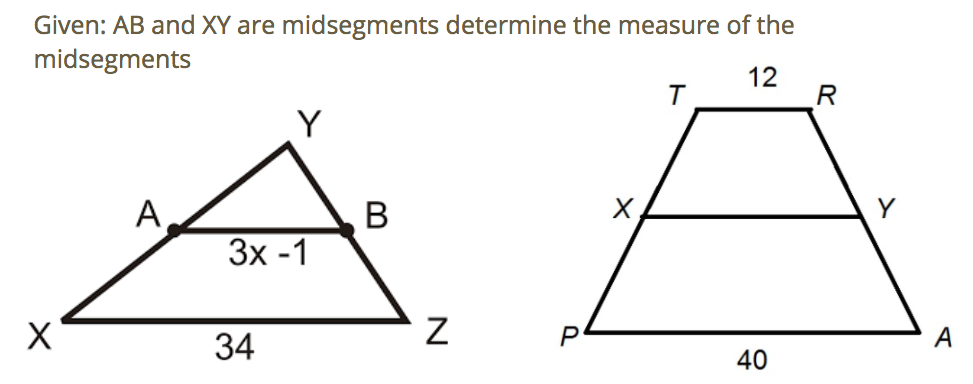 Given: AB and XY are midsegments determine the measure of the
midsegments
Y
A
B
3x -1
X
34
Z
12
T
R
X
Y
P
A
40